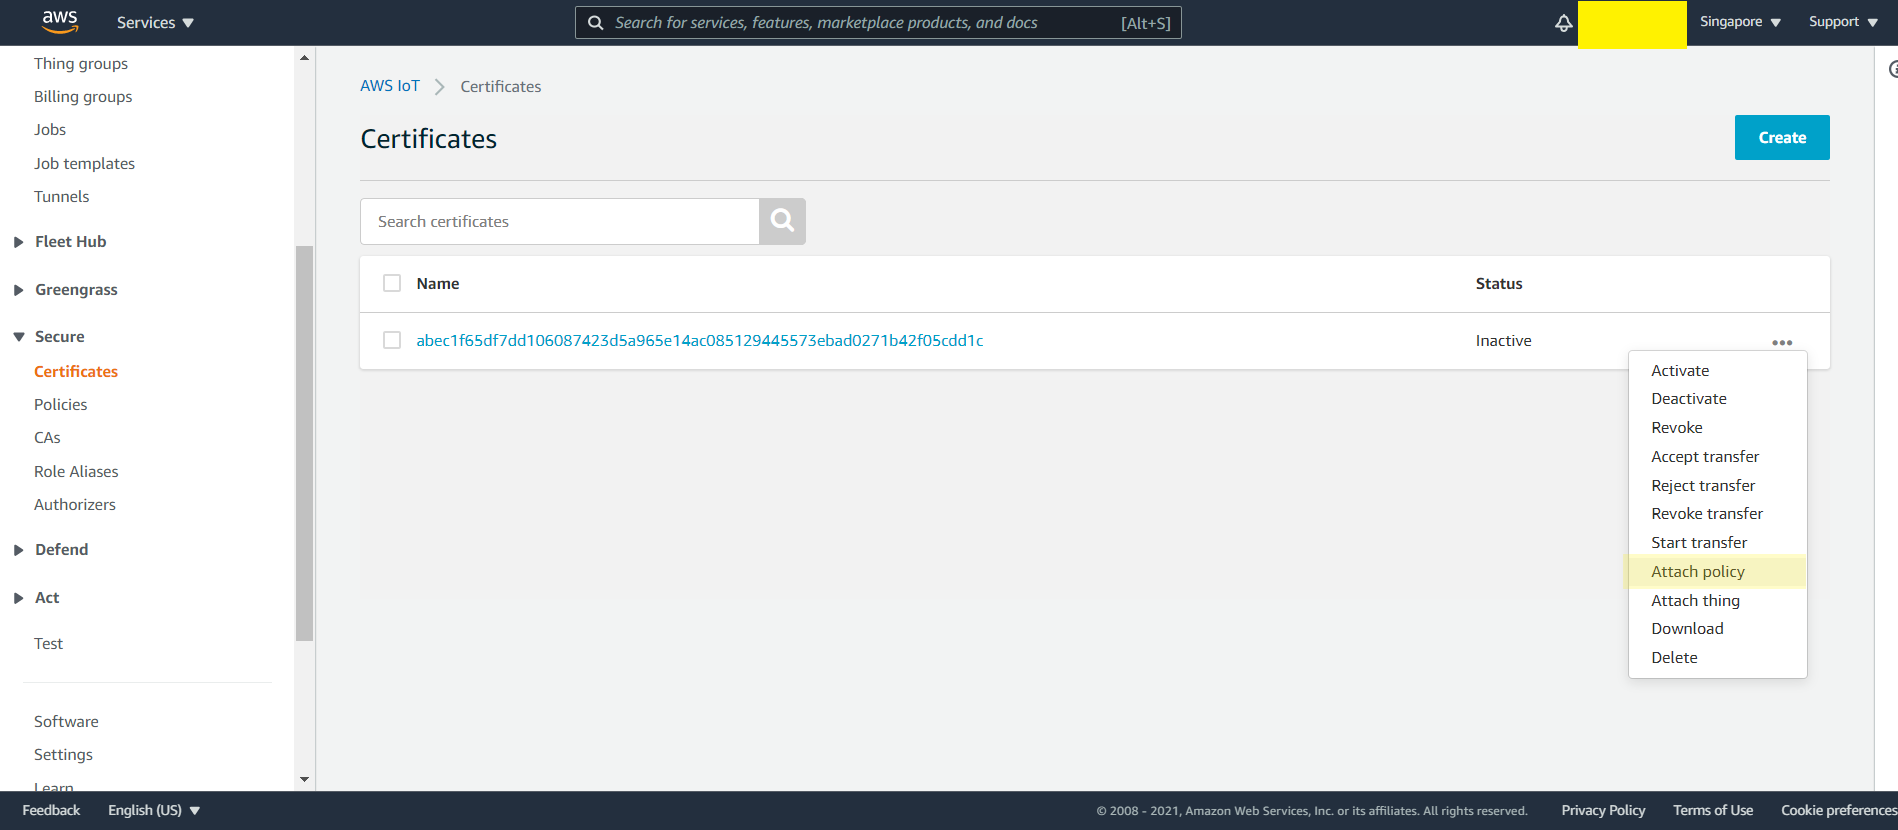 aws
Services
Search for services, features, marketplace products, and docs
[Alt+S]
Singapore
Support
Thing groups
Billing groups
Jobs
Job templates
Tunnels
Fleet Hub
Greengrass
Secure
Certificates
Policies
CAs
Role Aliases
Authorizers
Defend
Act
Test
Software
Settings
Learn
AWS IoT
Certificates
Certificates
Create
Search certificates
Name
Status
abec1f65df7dd106087423d5a965e14ac085129445573ebad0271b42f05cdd1c
Inactive
Activate
Deactivate
Revoke
Accept transfer
Reject transfer
Revoke transfer
Start transfer
Attach policy
Attach thing
Download
Delete
Feedback
English (US)
© 2008 - 2021, Amazon Web Services, Inc. or its affiliates. All rights reserved.
Privacy Policy
Terms of Use
Cookie preferences